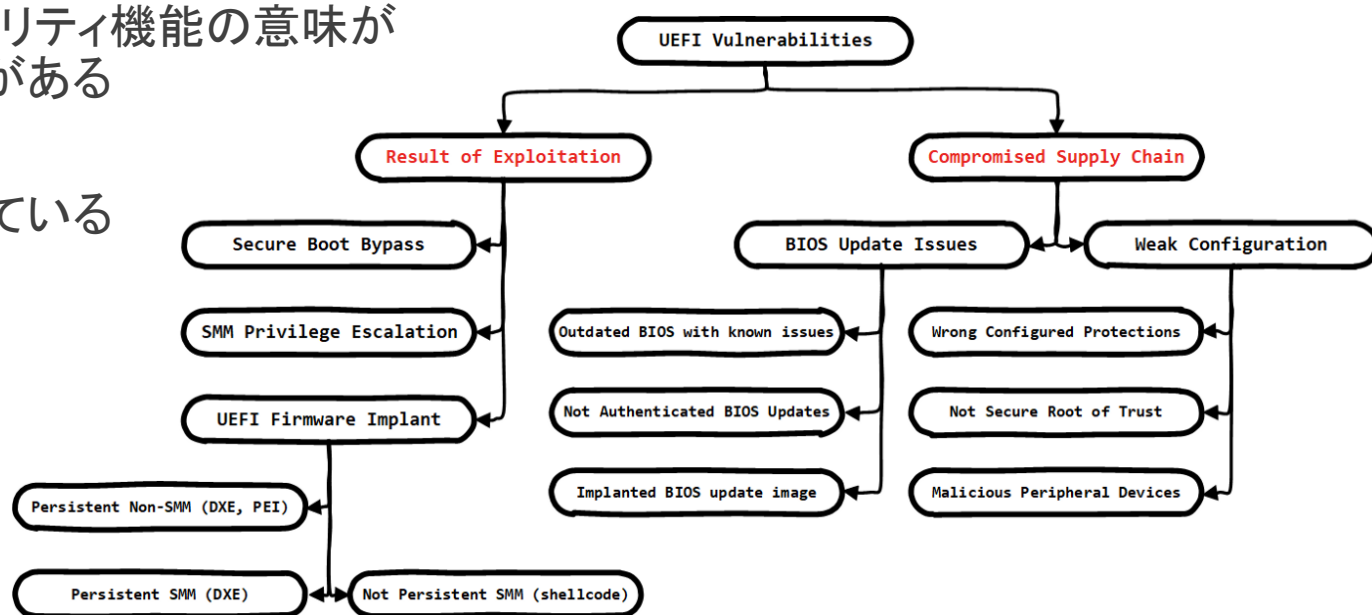 リティ機能の意味が
がある
ている
UEFI Vulnerabilities
Result of Exploitation
Compromised Supply Chain
Secure Boot Bypass
BIOS Update Issues
Weak Configuration
SMM Privilege Escalation
Outdated BIOS with known issues
Wrong Configured Protections
UEFI Firmware Implant
Not Authenticated BIOS Updates
Not Secure Root of Trust
Persistent Non-SMM (DXE, PEI)
Implanted BIOS update image
Malicious Peripheral Devices
Persistent SMM (DXE)
Not Persistent SMM (shellcode)